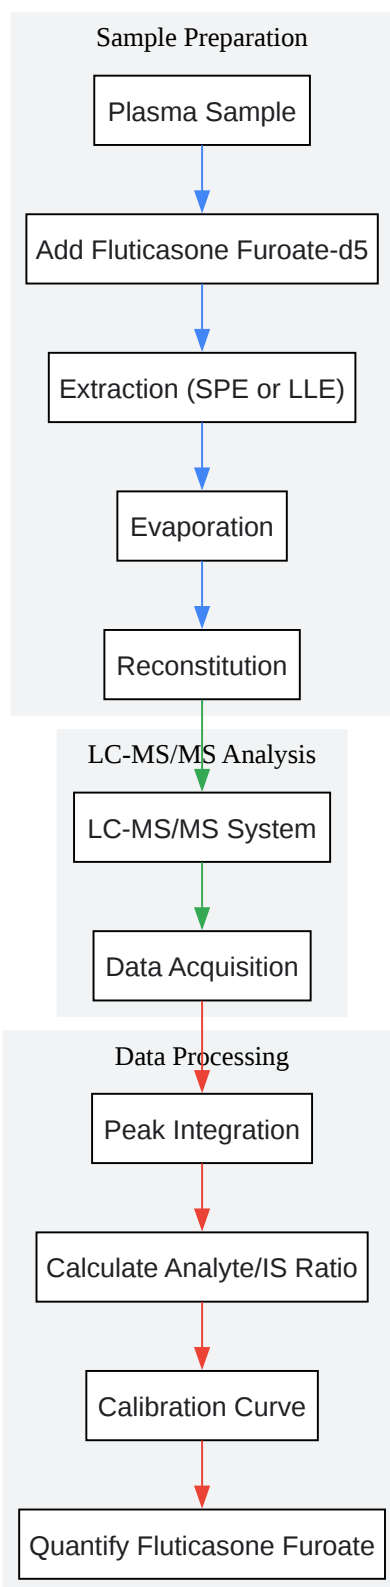 Sample Preparation
Plasma Sample
Add Fluticasone Furoate-d5
Extraction (SPE or LLE)
Evaporation
Reconstitution
LC-MS/MS Analysis
LC-MS/MS System
Data Acquisition
Data Processing
Peak Integration
Calculate Analyte/IS Ratio
Calibration Curve
Quantify Fluticasone Furoate